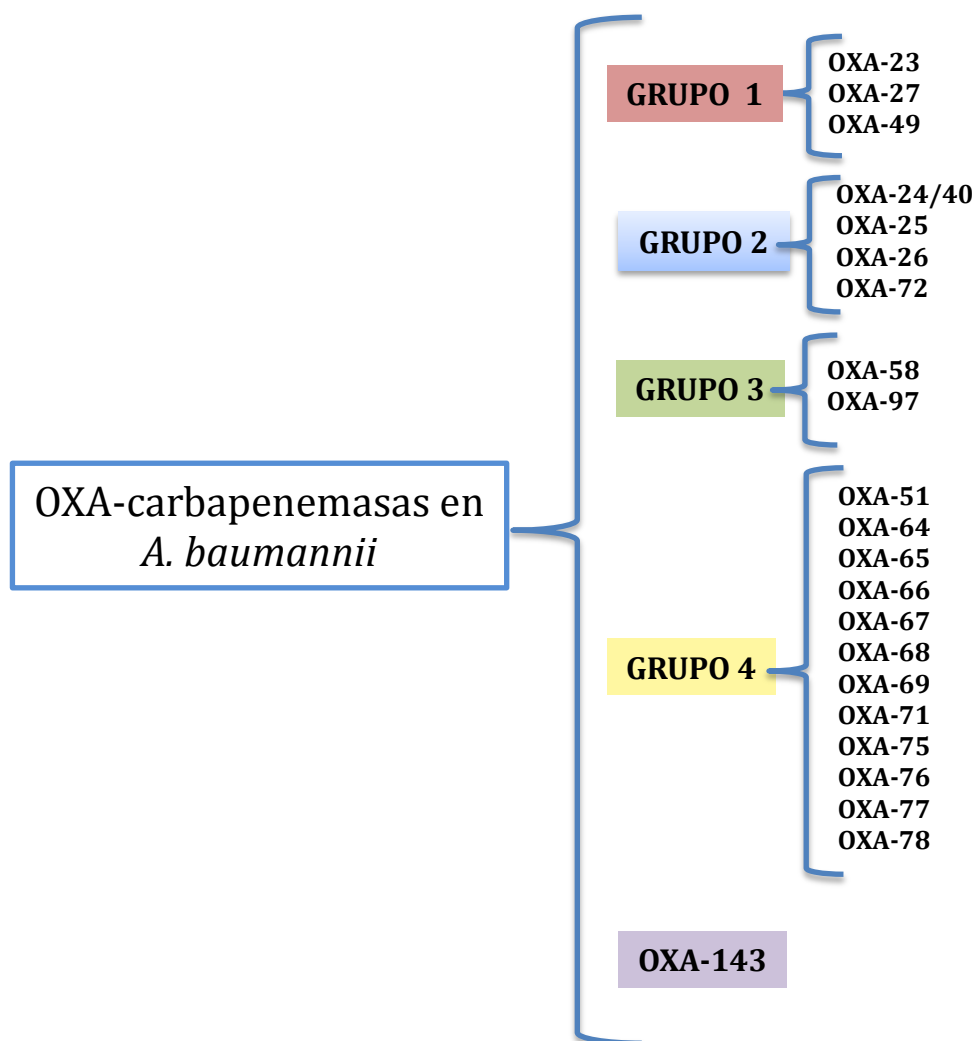 OXA-carbapenemasas en
A. baumannii
GRUPO 1
OXA-23
OXA-27
OXA-49
GRUPO 2
OXA-24/40
OXA-25
OXA-26
OXA-72
GRUPO 3
OXA-58
OXA-97
GRUPO 4
OXA-51
OXA-64
OXA-65
OXA-66
OXA-67
OXA-68
OXA-69
OXA-71
OXA-75
OXA-76
OXA-77
OXA-78
OXA-143